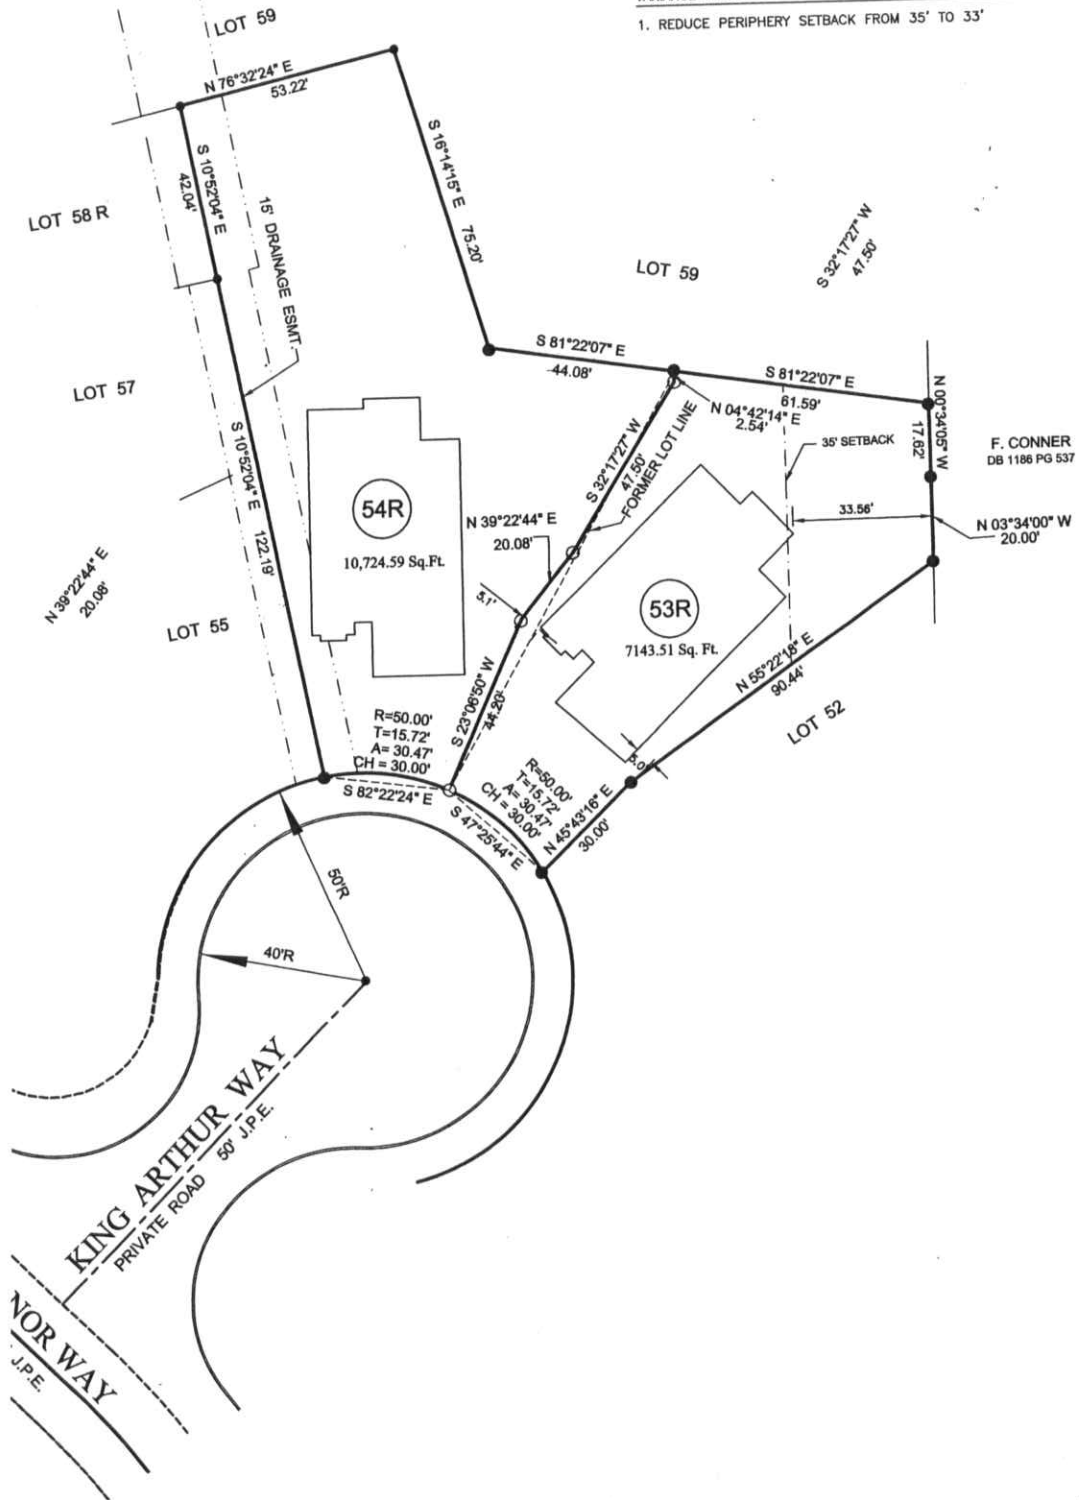 1. REDUCE PERIPHERY SETBACK FROM 35' TO 33'
LOT 59
N 76°32'24" E
53.22'
S 10°52'04" E
42.04'
S 16°14'15" E 75.20'
LOT 58 R
15' DRAINAGE ESMT.
S 32°17'27" W
47.50'
LOT 59
S 81°22'07" E
44.08'
S 81°22'07" E
61.59'
N 04°42'14" E
2.54'
N 00°34'05" W
17.62'
LOT 57
S 10°52'04" E 122.19'
S 32°17'27" W
47.50'
FORMER LOT LINE
35' SETBACK
F. CONNER
DB 1186 PG 537
33.56'
N 03°34'00" W
20.00'
54R
10,724.59 Sq.Ft.
N 39°22'44" E
20.08'
N 39°22'44" E
20.08'
5.1'
53R
7143.51 Sq. Ft.
LOT 55
S 23°06'50" W
44.20'
N 55°22'18" E
90.44'
LOT 52
R=50.00'
T=15.72'
A= 30.47'
CH = 30.00'
S 82°22'24" E
R=50.00'
T=15.72'
A= 30.47'
CH = 30.00'
S 47°25'44" E
5.0'
N 45°43'16" E
30.00'
50'R
40'R
KING ARTHUR WAY
PRIVATE ROAD 50' J.P.E.
NOR WAY
J.P.E.